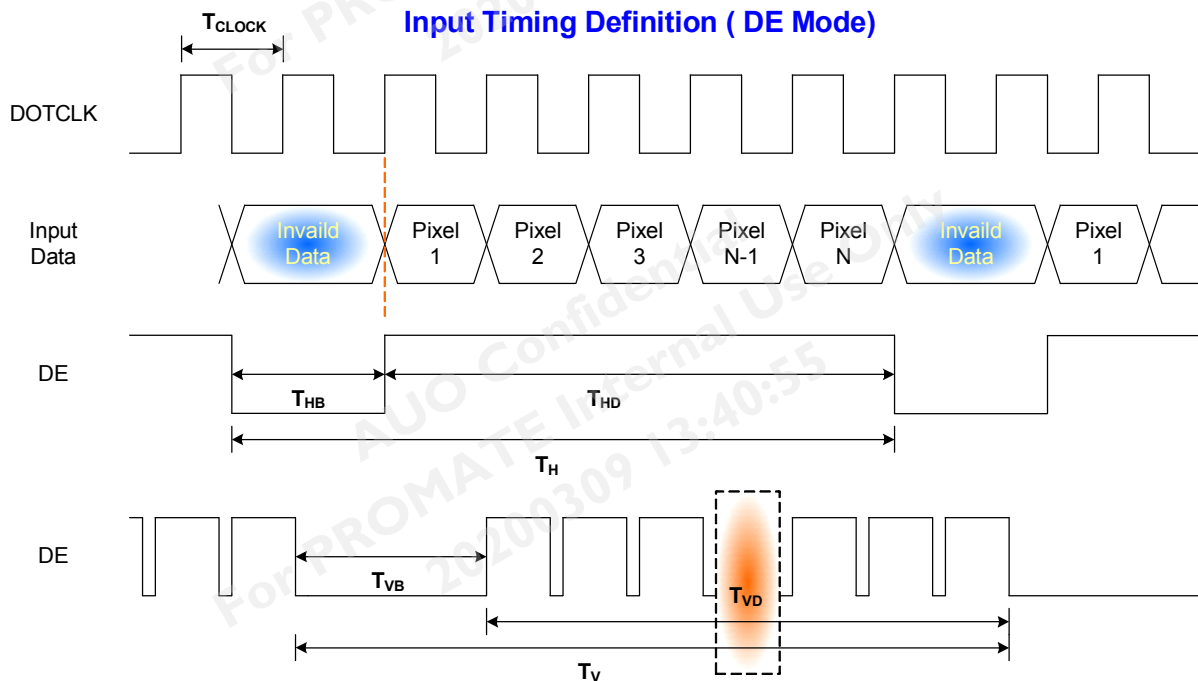 Input Timing Definition ( DE Mode)
TCLOCK
DOTCLK
Input
Data
Invaild
Data
Pixel
1
Pixel
2
Pixel
3
Pixel
N-1
Pixel
N
Invaild
Data
Pixel
1
DE
THB
THD
TH
DE
TVB
TVD
TV
AUO Confidential
For PROMATE Internal Use Only
20200309 13:40:55
For PROMATE
2020